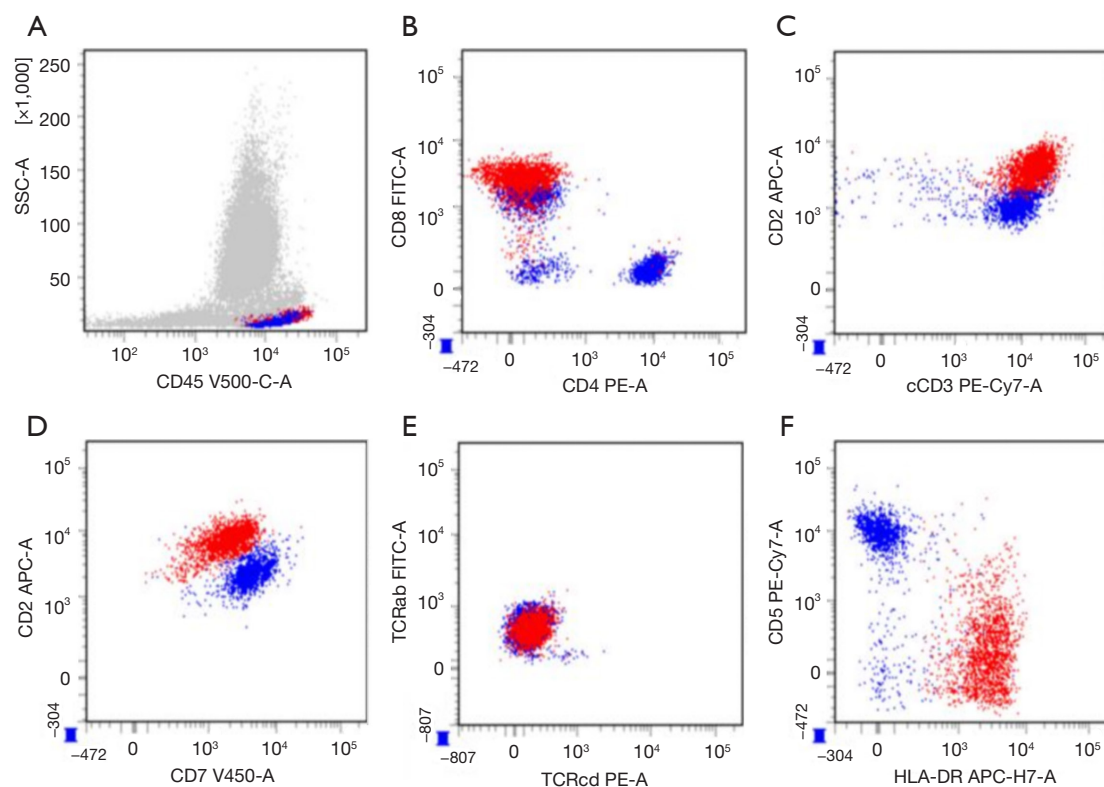 A
[×1,000]
SSC-A
250
200
150
100
50
10² 10³ 10⁴ 10⁵
CD45 V500-C-A
B
CD8 FITC-A
10⁵
10⁴
10³
0
−304
−472 0 10³ 10⁴ 10⁵
CD4 PE-A
C
CD2 APC-A
10⁵
10⁴
10³
0
−304
−472 0 10³ 10⁴ 10⁵
cCD3 PE-Cy7-A
D
CD2 APC-A
10⁵
10⁴
10³
0
−304
−472 0 10³ 10⁴ 10⁵
CD7 V450-A
E
TCRab FITC-A
10⁵
10⁴
10³
0
−807
−807 0 10³ 10⁴ 10⁵
TCRcd PE-A
F
CD5 PE-Cy7-A
10⁵
10⁴
10³
0
−472
−304 0 10³ 10⁴ 10⁵
HLA-DR APC-H7-A